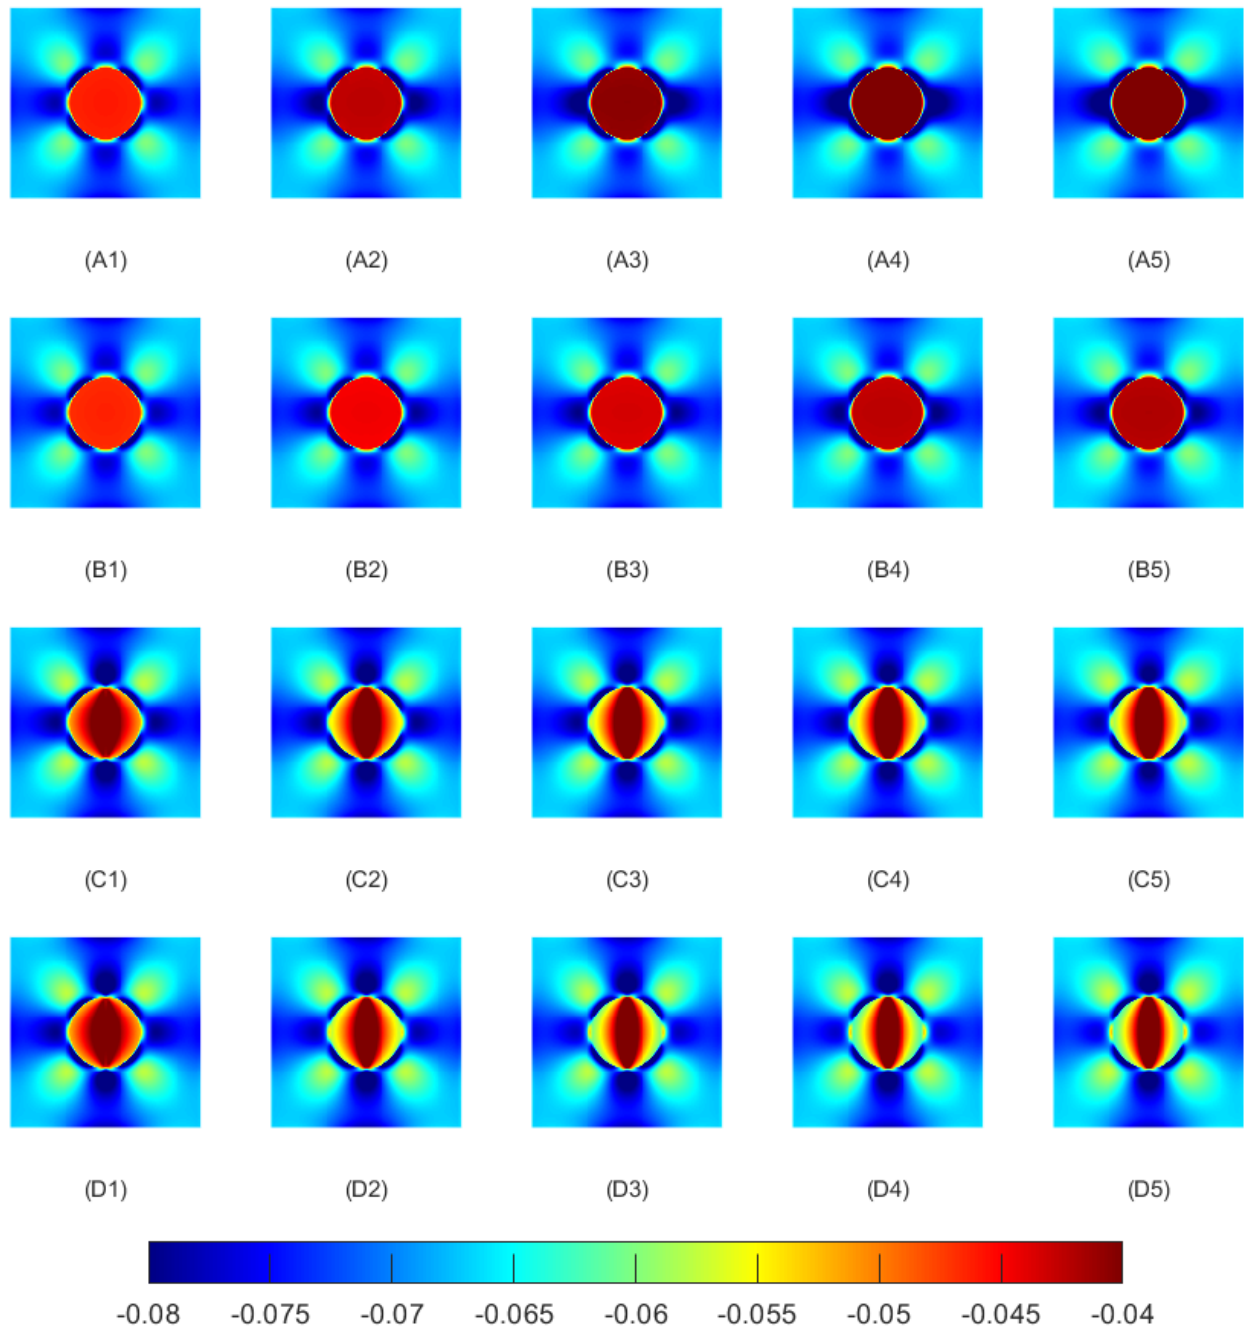 (A1) (A2) (A3) (A4) (A5)
(B1) (B2) (B3) (B4) (B5)
(C1) (C2) (C3) (C4) (C5)
(D1) (D2) (D3) (D4) (D5)
-0.08 -0.075 -0.07 -0.065 -0.06 -0.055 -0.05 -0.045 -0.04